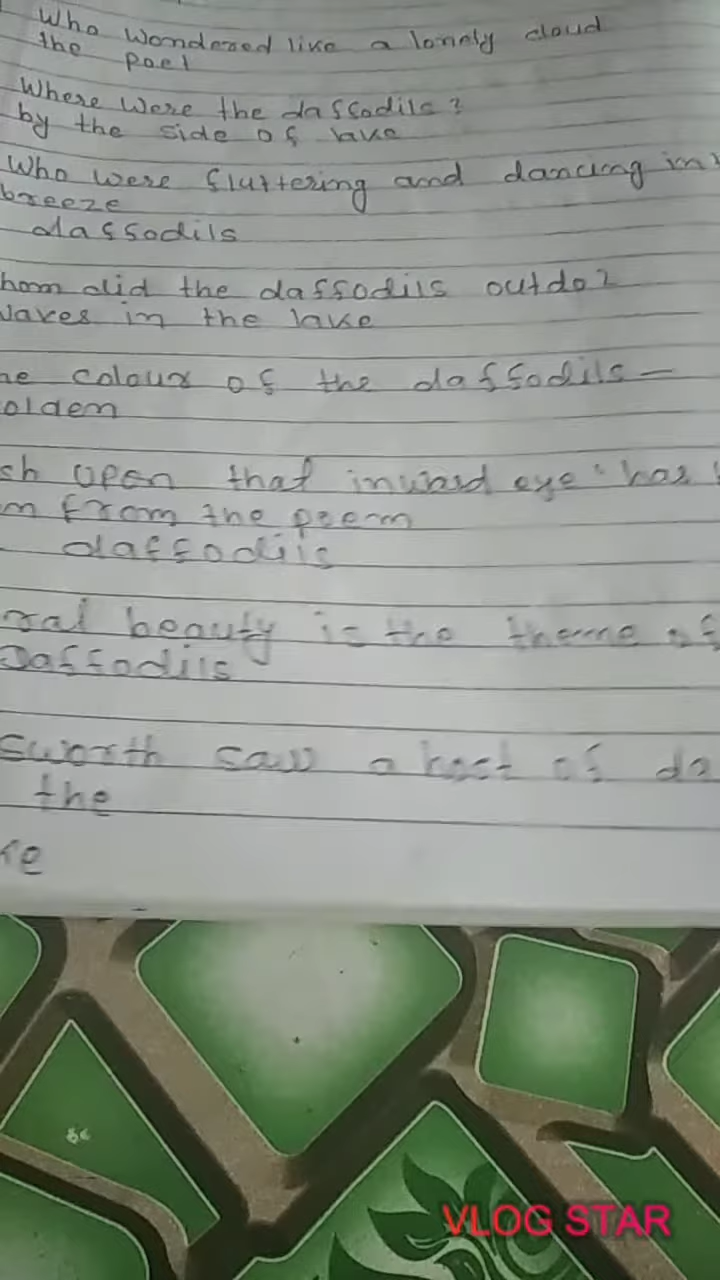 Who wondered like a lonely cloud
the poet
Where were the daffodils?
by the side of lake
Who were fluttering and dancing in
breeze
daffodils
hom did the daffodils outdo?
Waves in the lake
he colour of the daffodils —
olden
sh upon that inward eye' has
m from the poem
daffodils
ral beauty is the theme of
Daffodils
sworth saw a host of da
the
ke
VLOG STAR